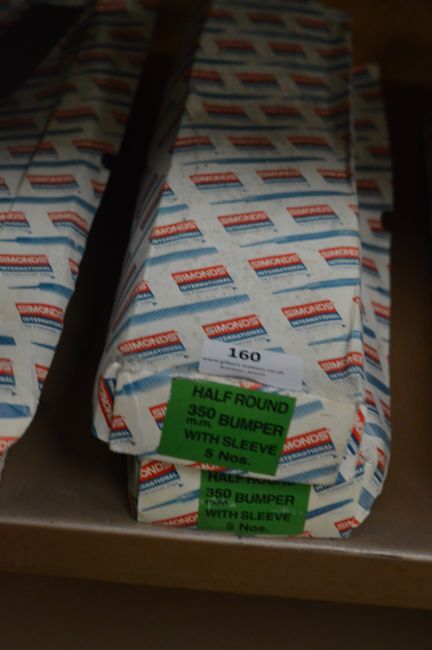 SIMONDS
INTERNATIONAL
160
HALF ROUND
350 BUMPER
m.m.
WITH SLEEVE
5 Nos.
HALF ROUND
350 BUMPER
m.m.
WITH SLEEVE
5 Nos.